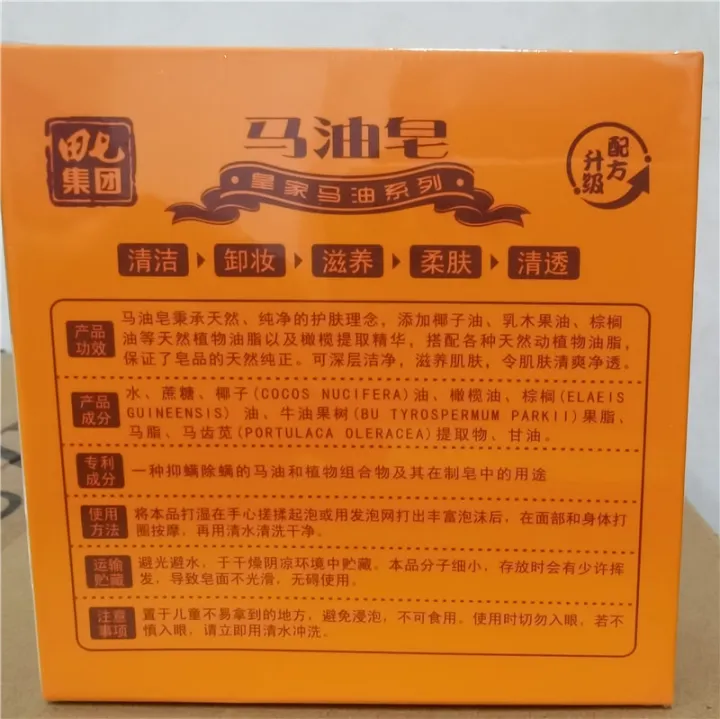 马油皂
皇家马油系列
集团
配方
升级
清洁 卸妆 滋养 柔肤 清透
产品
功效
马油皂秉承天然、纯净的护肤理念，添加椰子油、乳木果油、棕榈
油等天然植物油脂以及橄榄提取精华，搭配各种天然动植物油脂，
保证了皂品的天然纯正。可深层洁净，滋养肌肤，令肌肤清爽净透。
产品
成分
水、蔗糖、椰子(COCOS NUCIFERA)油、橄榄油、棕榈(ELAEIS
GUINEENSIS) 油、牛油果树(BU TYROSPERMUM PARKII)果脂、
马脂、马齿苋(PORTULACA OLERACEA)提取物、甘油。
专利
成分
一种抑螨除螨的马油和植物组合物及其在制皂中的用途
使用
方法
将本品打湿在手心搓揉起泡或用发泡网打出丰富泡沫后，在面部和身体打
圈按摩，再用清水清洗干净。
运输
贮藏
避光避水，于干燥阴凉环境中贮藏。本品分子细小，存放时会有少许挥
发，导致皂面不光滑，无碍使用。
注意
事项
置于儿童不易拿到的地方，避免浸泡，不可食用。使用时切勿入眼，若不
慎入眼，请立即用清水冲洗。